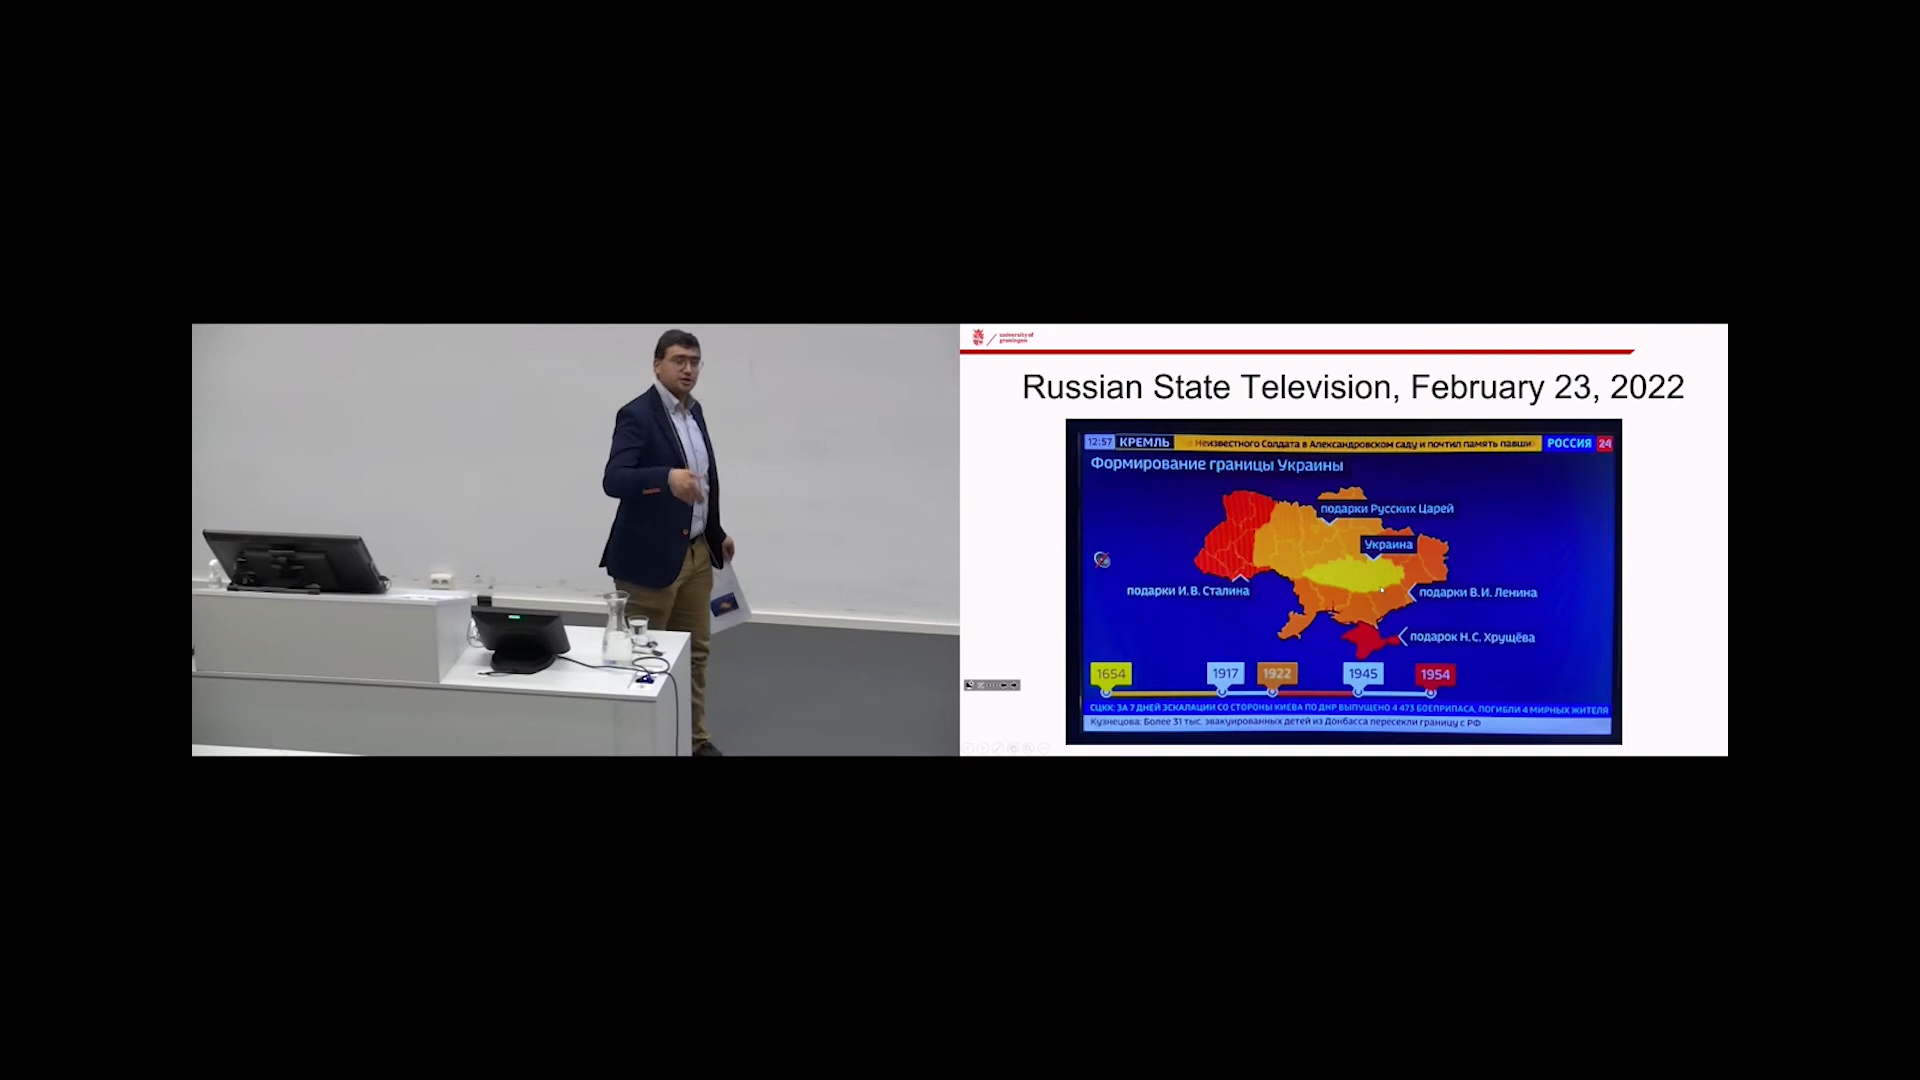 university of
groningen
Russian State Television, February 23, 2022
12:57 КРЕМЛЬ Неизвестного Солдата в Александровском саду и почтил память павши РОССИЯ 24
Формирование границы Украины
подарки Русских Царей
Украина
подарки И.В. Сталина
подарки В.И. Ленина
подарок Н.С. Хрущёва
1654 1917 1922 1945 1954
СЦКК: ЗА 7 ДНЕЙ ЭСКАЛАЦИИ СО СТОРОНЫ КИЕВА ПО ДНР ВЫПУЩЕНО 4 473 БОЕПРИПАСА, ПОГИБЛИ 4 МИРНЫХ ЖИТЕЛЯ
Кузнецова: Более 31 тыс. эвакуированных детей из Донбасса пересекли границу с РФ